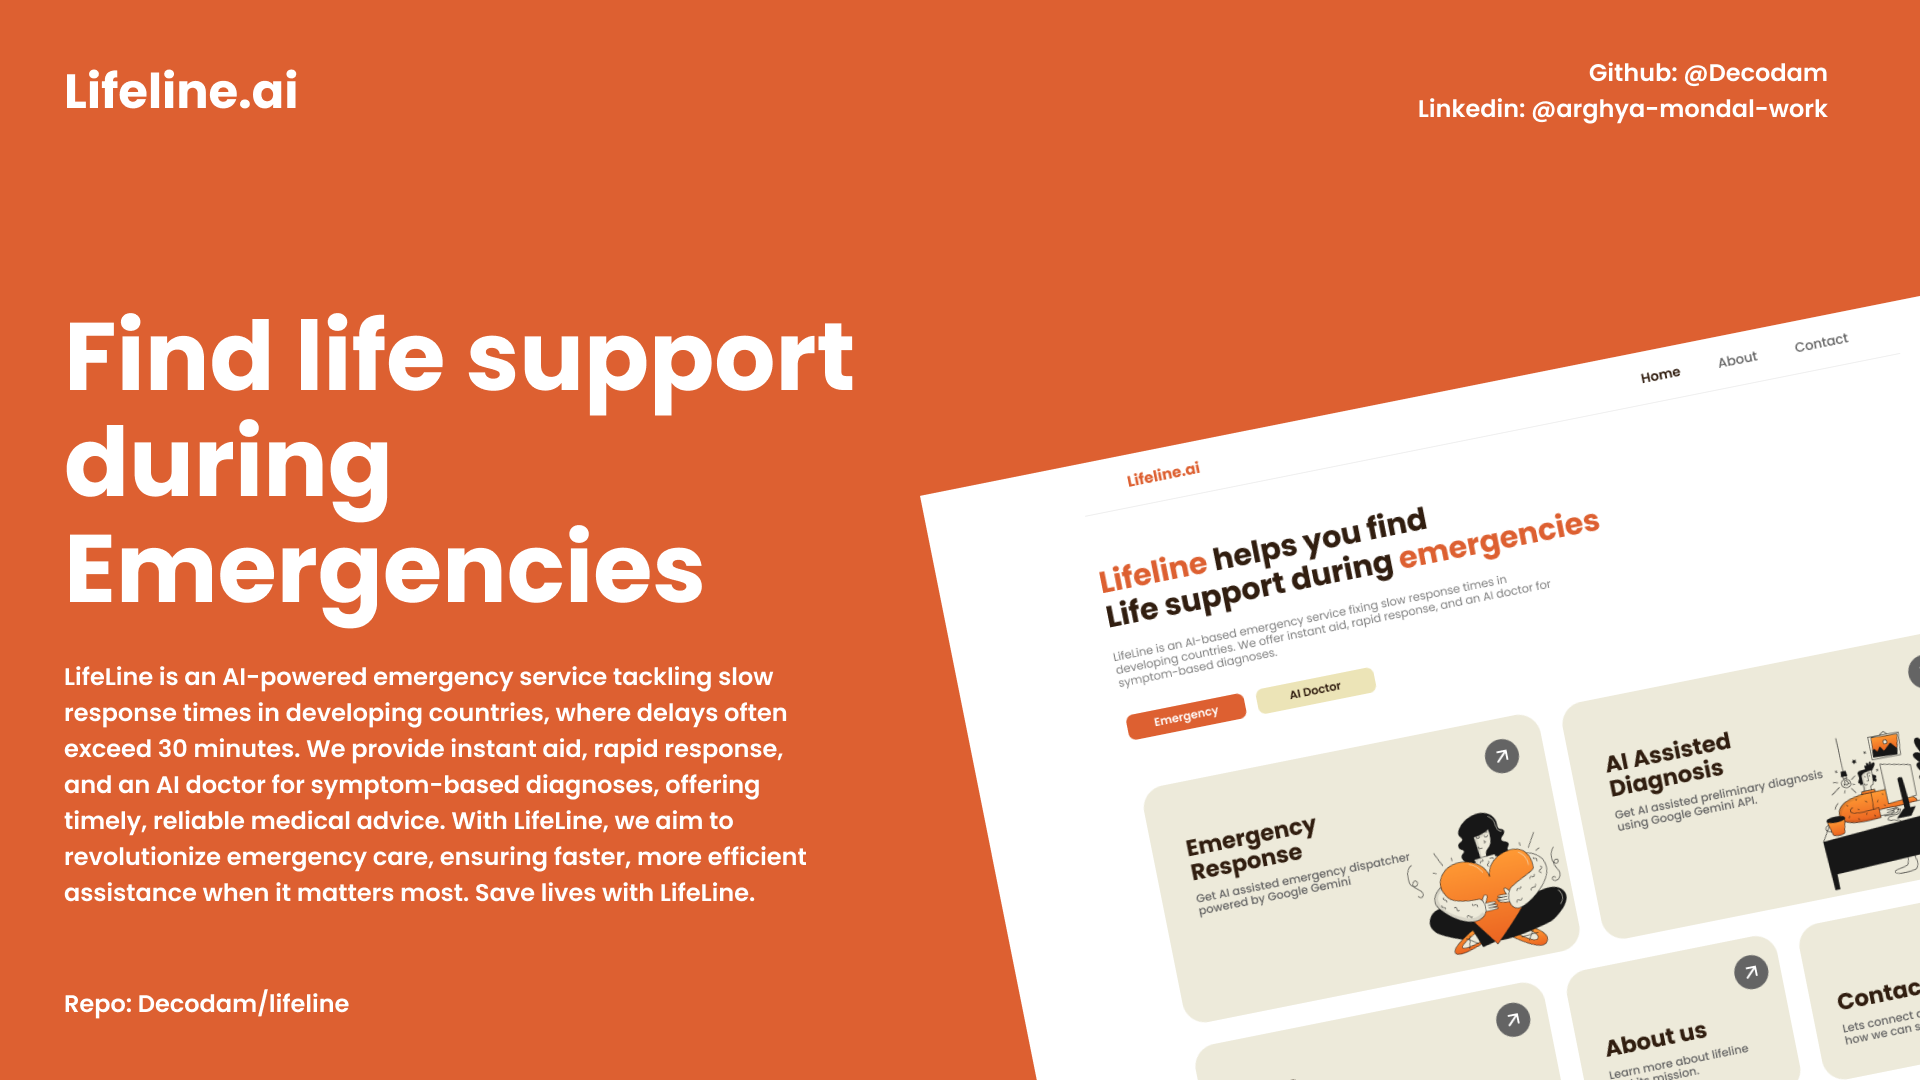 Lifeline.ai
Github: @Decodam
Linkedin: @arghya-mondal-work
Find life support
during
Emergencies
LifeLine is an AI-powered emergency service tackling slow
response times in developing countries, where delays often
exceed 30 minutes. We provide instant aid, rapid response,
and an AI doctor for symptom-based diagnoses, offering
timely, reliable medical advice. With LifeLine, we aim to
revolutionize emergency care, ensuring faster, more efficient
assistance when it matters most. Save lives with LifeLine.
Repo: Decodam/lifeline
Lifeline.ai
Home
About
Contact
Lifeline helps you find
Life support during emergencies
LifeLine is an AI-based emergency service fixing slow response times in
developing countries. We offer instant aid, rapid response, and an AI doctor for
symptom-based diagnoses.
Emergency
AI Doctor
Emergency
Response
Get AI assisted emergency dispatcher
powered by Google Gemini
AI Assisted
Diagnosis
Get AI assisted preliminary diagnosis
using Google Gemini API.
About us
Learn more about lifeline
mission.
Lets connect
how we can